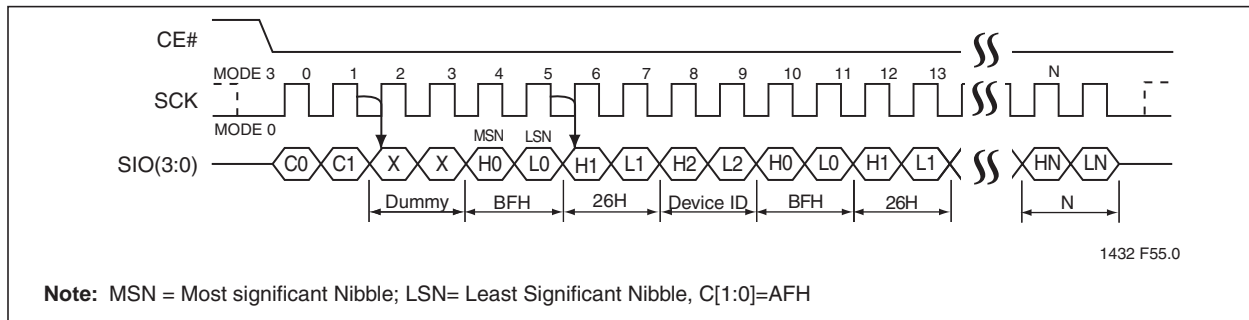 CE#
MODE 3 0 1 2 3 4 5 6 7 8 9 10 11 12 13 N
SCK
MODE 0
MSN LSN
SIO(3:0) C0 C1 X X H0 L0 H1 L1 H2 L2 H0 L0 H1 L1 HN LN
Dummy BFH 26H Device ID BFH 26H N
1432 F55.0
Note: MSN = Most significant Nibble; LSN= Least Significant Nibble, C[1:0]=AFH